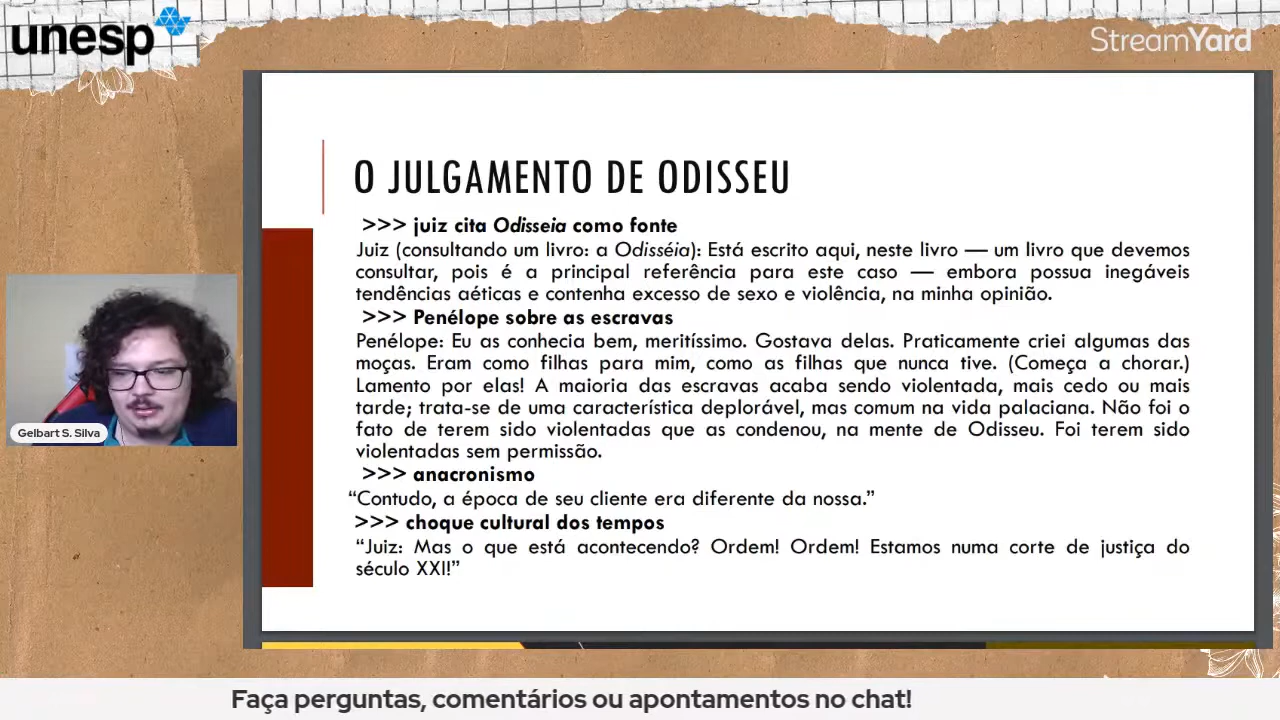 unesp
StreamYard
O JULGAMENTO DE ODISSEU
>>> juiz cita Odisseia como fonte
Juiz (consultando um livro: a Odisséia): Está escrito aqui, neste livro — um livro que devemos
consultar, pois é a principal referência para este caso — embora possua inegáveis
tendências aéticas e contenha excesso de sexo e violência, na minha opinião.
>>> Penélope sobre as escravas
Penélope: Eu as conhecia bem, meritíssimo. Gostava delas. Praticamente criei algumas das
moças. Eram como filhas para mim, como as filhas que nunca tive. (Começa a chorar.)
Lamento por elas! A maioria das escravas acaba sendo violentada, mais cedo ou mais
tarde; trata-se de uma característica deplorável, mas comum na vida palaciana. Não foi o
fato de terem sido violentadas que as condenou, na mente de Odisseu. Foi terem sido
violentadas sem permissão.
>>> anacronismo
“Contudo, a época de seu cliente era diferente da nossa.”
>>> choque cultural dos tempos
“Juiz: Mas o que está acontecendo? Ordem! Ordem! Estamos numa corte de justiça do
século XXI!”
Gelbart S. Silva
Faça perguntas, comentários ou apontamentos no chat!